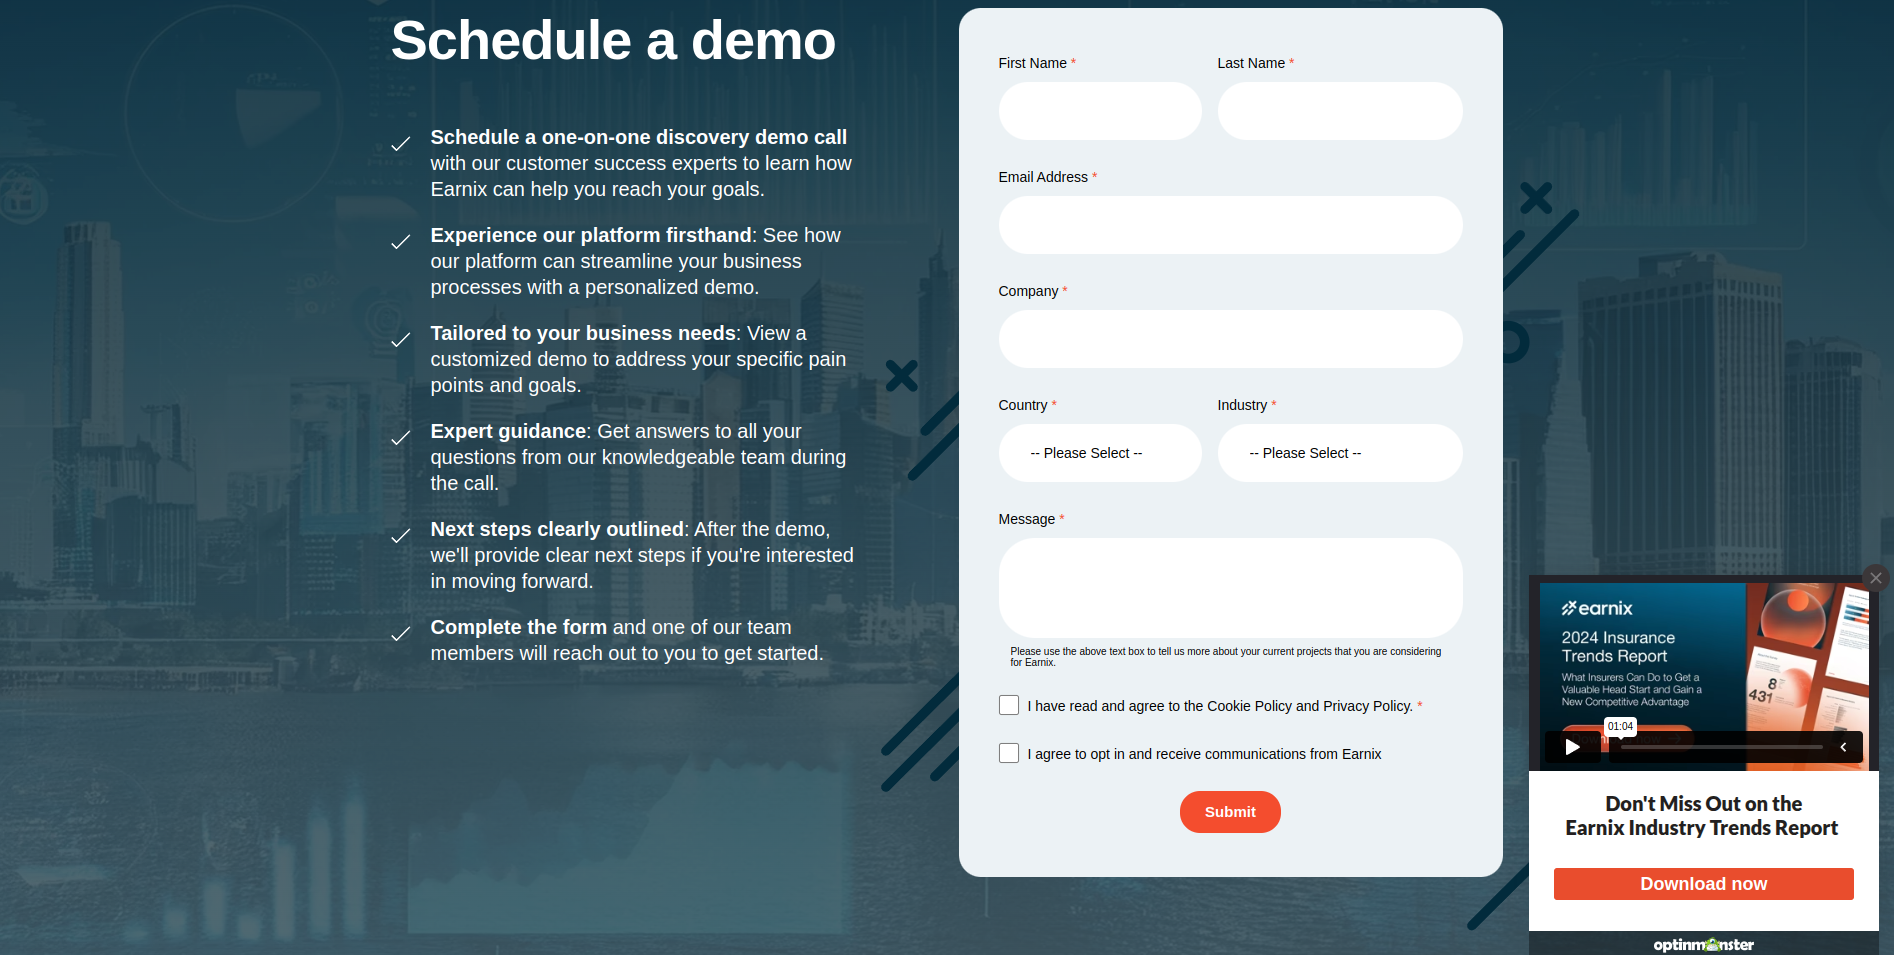 Schedule a demo
Schedule a one-on-one discovery demo call
with our customer success experts to learn how
Earnix can help you reach your goals.
Experience our platform firsthand: See how
our platform can streamline your business
processes with a personalized demo.
Tailored to your business needs: View a
customized demo to address your specific pain
points and goals.
Expert guidance: Get answers to all your
questions from our knowledgeable team during
the call.
Next steps clearly outlined: After the demo,
we'll provide clear next steps if you're interested
in moving forward.
Complete the form and one of our team
members will reach out to you to get started.
First Name *
Last Name *
Email Address *
Company *
Country *
Industry *
-- Please Select --
-- Please Select --
Message *
Please use the above text box to tell us more about your current projects that you are considering
for Earnix.
I have read and agree to the Cookie Policy and Privacy Policy. *
I agree to opt in and receive communications from Earnix
Submit
earnix
2024 Insurance
Trends Report
What Insurers Can Do to Get a
Valuable Head Start and Gain a
New Competitive Advantage
8
431
01:04
Don't Miss Out on the
Earnix Industry Trends Report
Download now
optinmonster